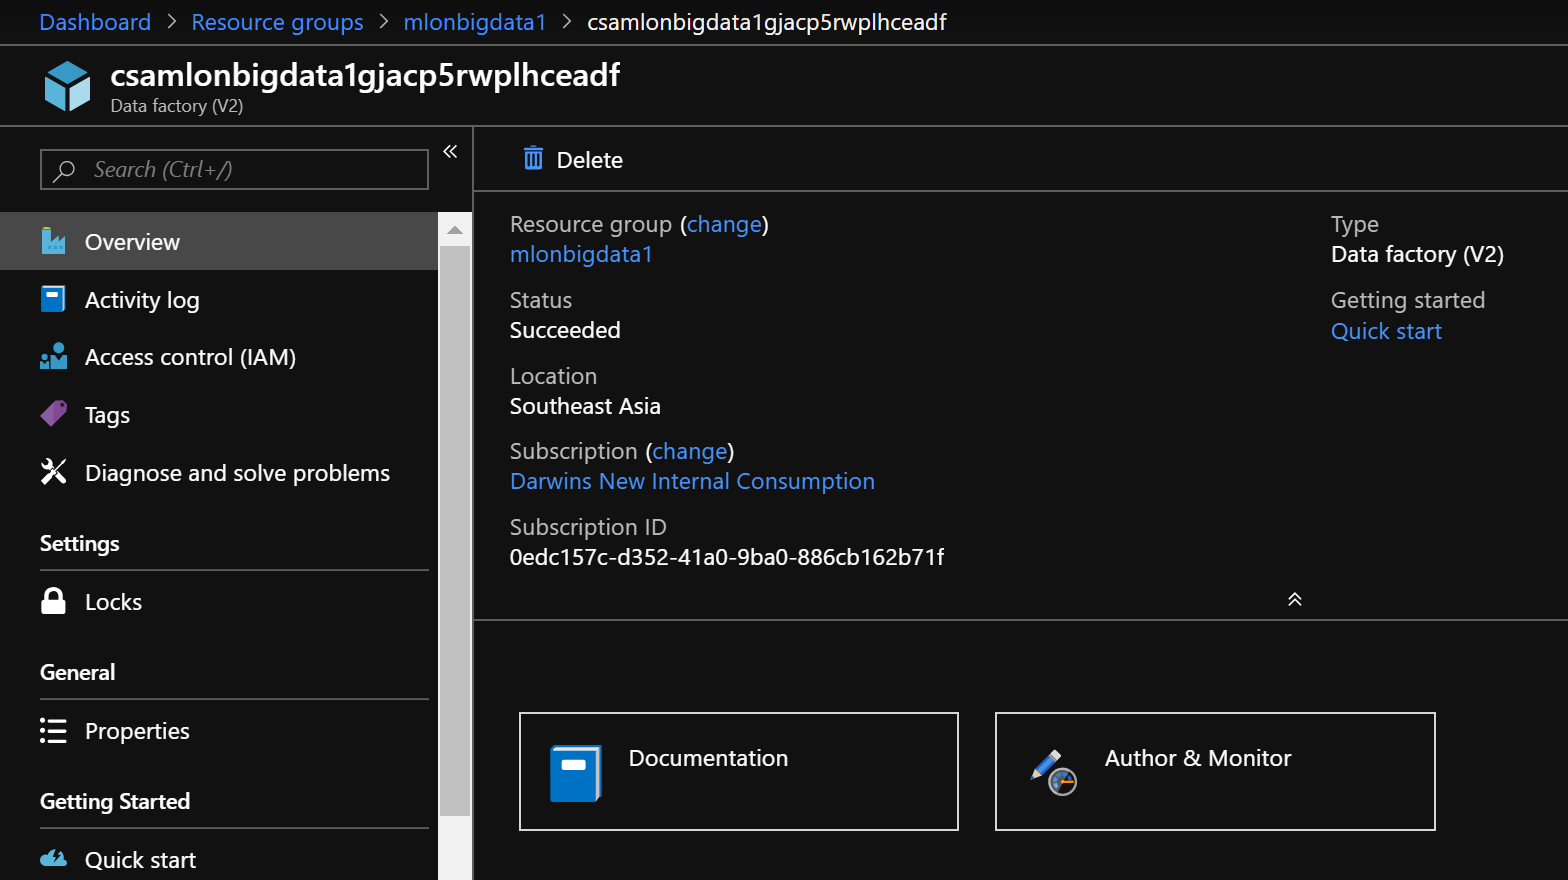 Dashboard > Resource groups > mlonbigdata1 > csamlonbigdata1gjacp5rwplhceadf
csamlonbigdata1gjacp5rwplhceadf
Data factory (V2)
Search (Ctrl+/)
«
Overview
Activity log
Access control (IAM)
Tags
Diagnose and solve problems
Settings
Locks
General
Properties
Getting Started
Quick start
Delete
Resource group (change)
mlonbigdata1
Status
Succeeded
Location
Southeast Asia
Subscription (change)
Darwins New Internal Consumption
Subscription ID
0edc157c-d352-41a0-9ba0-886cb162b71f
Type
Data factory (V2)
Getting started
Quick start
Documentation
Author & Monitor